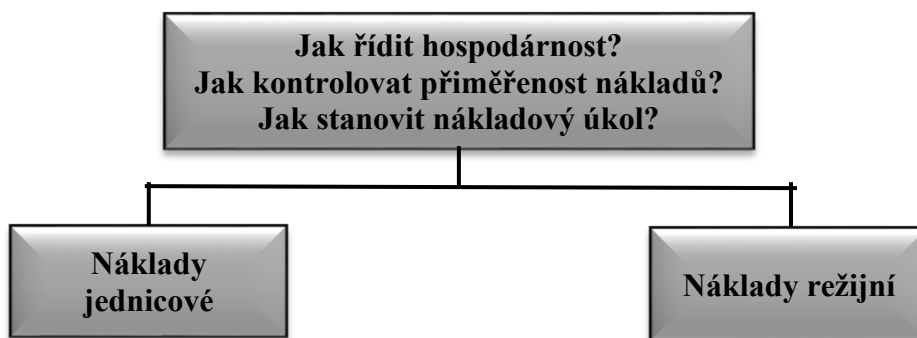 Jak řídit hospodárnost?
Jak kontrolovat přiměřenost nákladů?
Jak stanovit nákladový úkol?
Náklady
jednicové
Náklady režijní